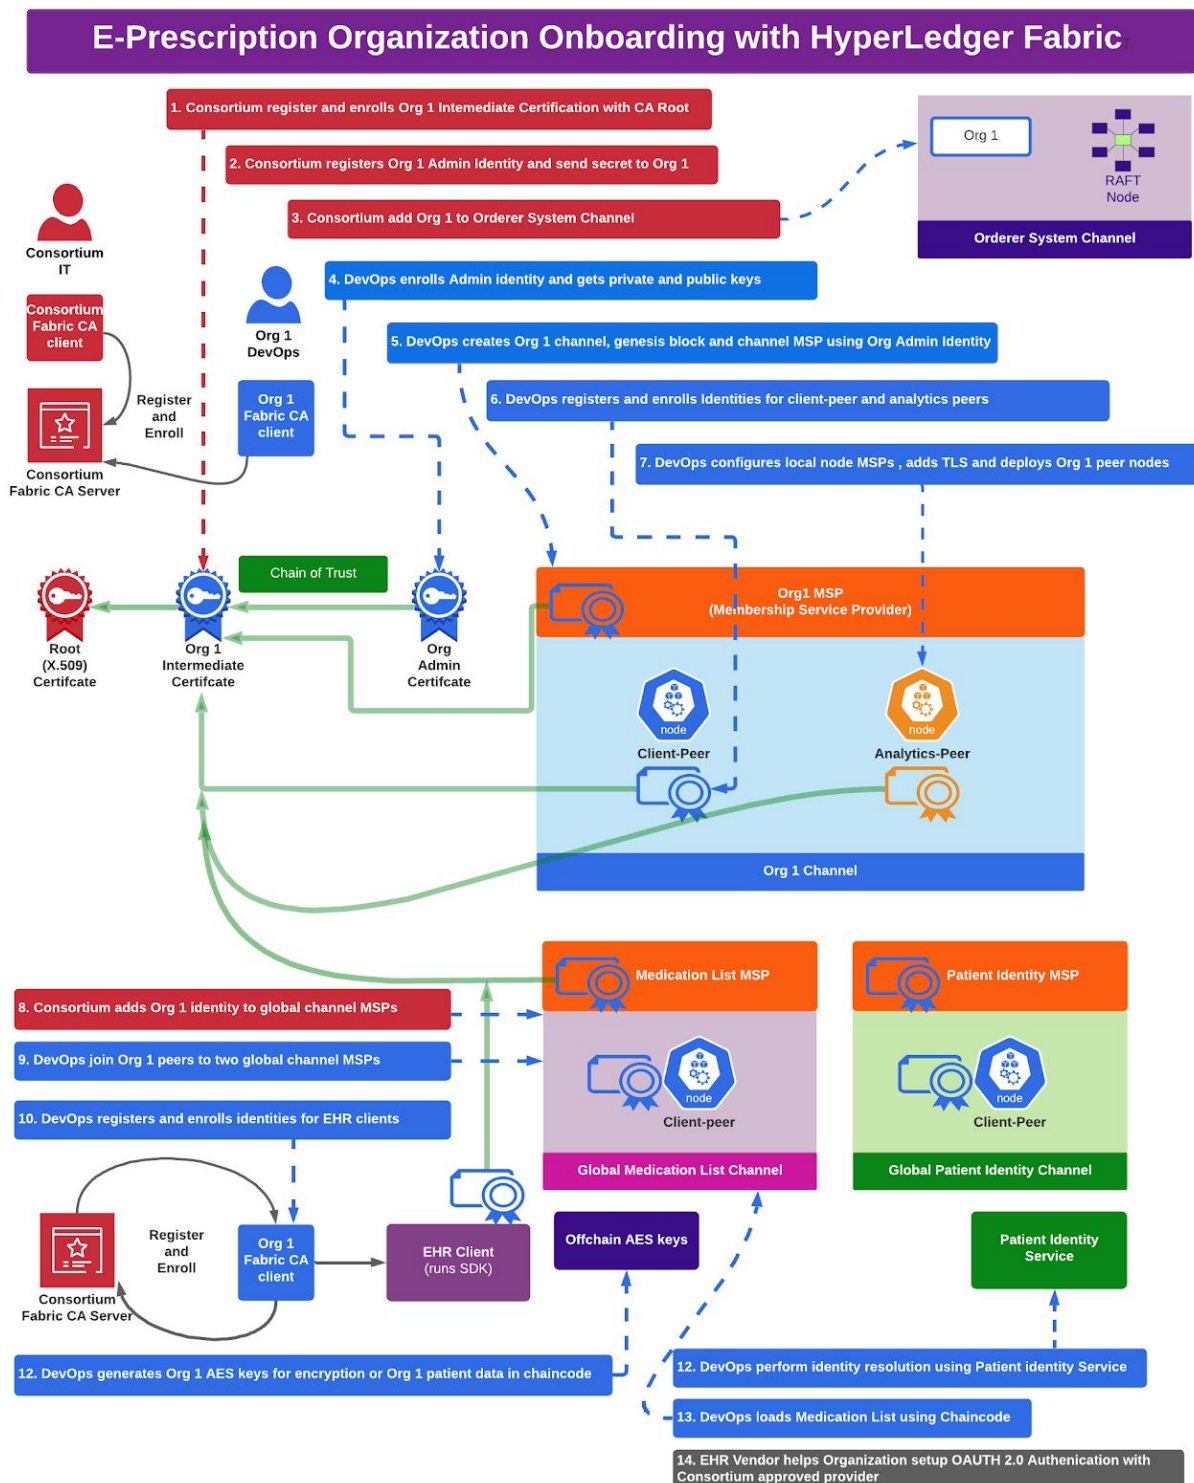 E-Prescription Organization Onboarding with HyperLedger Fabric
1. Consortium register and enrolls Org 1 Intemediate Certification with CA Root
2. Consortium registers Org 1 Admin Identity and send secret to Org 1
3. Consortium add Org 1 to Orderer System Channel
Org 1
RAFT
Node
Orderer System Channel
Consortium
IT
4. DevOps enrolls Admin identity and gets private and public keys
Org 1
DevOps
5. DevOps creates Org 1 channel, genesis block and channel MSP using Org Admin Identity
Consortium
Fabric CA
client
6. DevOps registers and enrolls Identities for client-peer and analytics peers
Register
and
Enroll
Org 1
Fabric CA
client
7. DevOps configures local node MSPs , adds TLS and deploys Org 1 peer nodes
Consortium
Fabric CA Server
Chain of Trust
Root
(X.509)
Certifcate
Org 1
Intermediate
Certifcate
Org
Admin
Certifcate
Org1 MSP
(Membership Service Provider)
node
Client-Peer
node
Analytics-Peer
Org 1 Channel
Medication List MSP
Patient Identity MSP
8. Consortium adds Org 1 identity to global channel MSPs
9. DevOps join Org 1 peers to two global channel MSPs
node
Client-peer
node
Client-Peer
10. DevOps registers and enrolls identities for EHR clients
Global Medication List Channel
Global Patient Identity Channel
Register
and
Enroll
Org 1
Fabric CA
client
EHR Client
(runs SDK)
Offchain AES keys
Patient Identity
Service
Consortium
Fabric CA Server
12. DevOps generates Org 1 AES keys for encryption or Org 1 patient data in chaincode
12. DevOps perform identity resolution using Patient identity Service
13. DevOps loads Medication List using Chaincode
14. EHR Vendor helps Organization setup OAUTH 2.0 Authenication with
Consortium approved provider